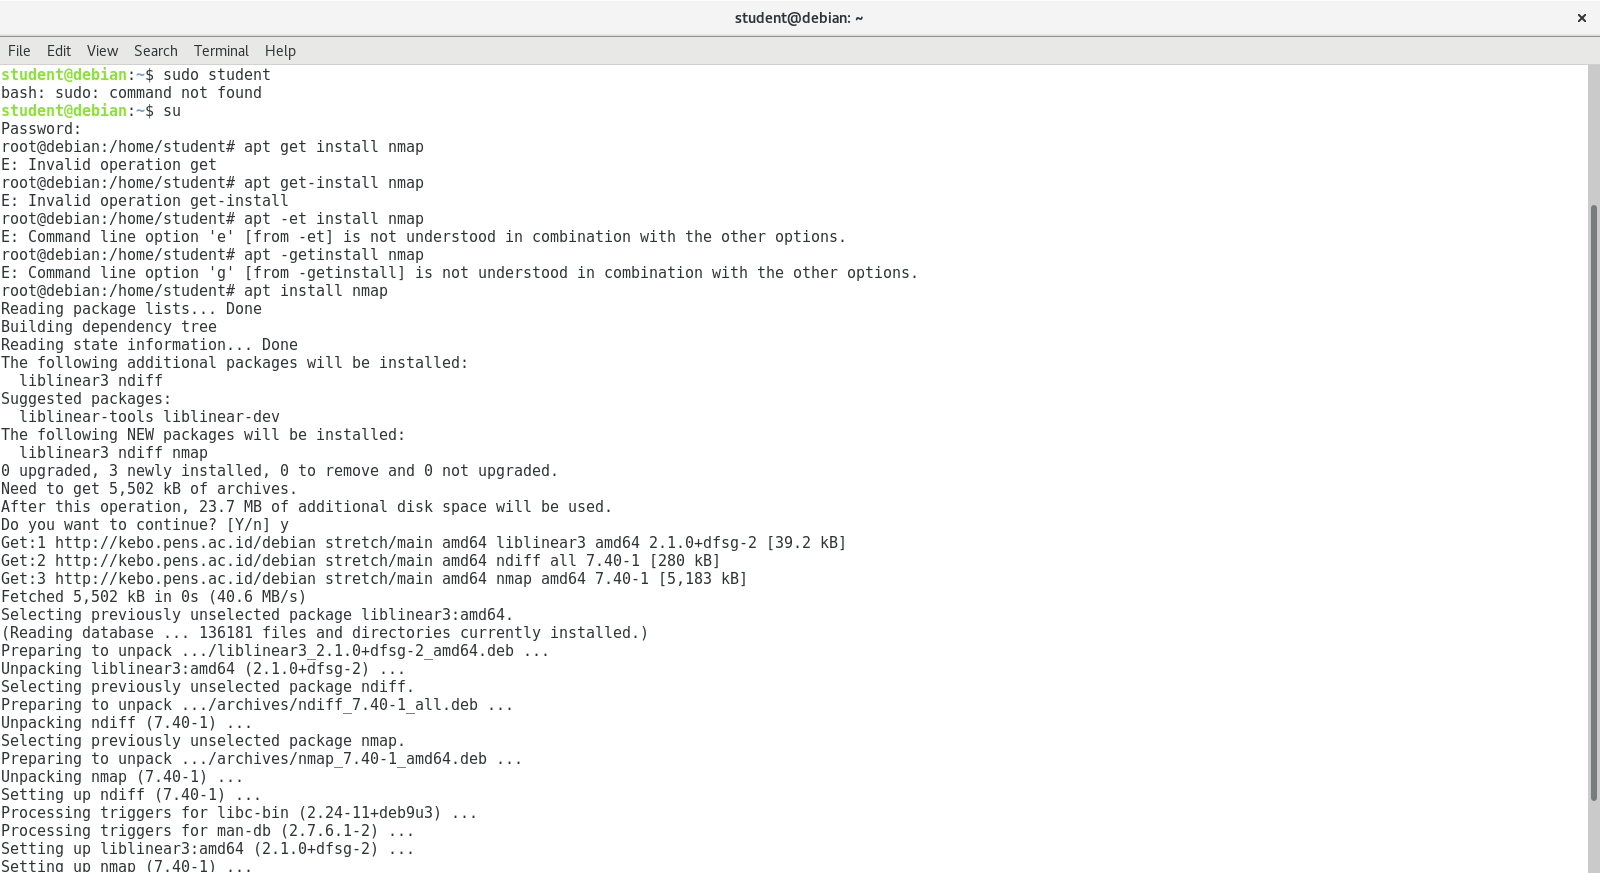 student@debian: ~
×
File Edit View Search Terminal Help
student@debian:~$ sudo student
bash: sudo: command not found
student@debian:~$ su
Password:
root@debian:/home/student# apt get install nmap
E: Invalid operation get
root@debian:/home/student# apt get-install nmap
E: Invalid operation get-install
root@debian:/home/student# apt -et install nmap
E: Command line option 'e' [from -et] is not understood in combination with the other options.
root@debian:/home/student# apt -getinstall nmap
E: Command line option 'g' [from -getinstall] is not understood in combination with the other options.
root@debian:/home/student# apt install nmap
Reading package lists... Done
Building dependency tree
Reading state information... Done
The following additional packages will be installed:
  liblinear3 ndiff
Suggested packages:
  liblinear-tools liblinear-dev
The following NEW packages will be installed:
  liblinear3 ndiff nmap
0 upgraded, 3 newly installed, 0 to remove and 0 not upgraded.
Need to get 5,502 kB of archives.
After this operation, 23.7 MB of additional disk space will be used.
Do you want to continue? [Y/n] y
Get:1 http://kebo.pens.ac.id/debian stretch/main amd64 liblinear3 amd64 2.1.0+dfsg-2 [39.2 kB]
Get:2 http://kebo.pens.ac.id/debian stretch/main amd64 ndiff all 7.40-1 [280 kB]
Get:3 http://kebo.pens.ac.id/debian stretch/main amd64 nmap amd64 7.40-1 [5,183 kB]
Fetched 5,502 kB in 0s (40.6 MB/s)
Selecting previously unselected package liblinear3:amd64.
(Reading database ... 136181 files and directories currently installed.)
Preparing to unpack .../liblinear3_2.1.0+dfsg-2_amd64.deb ...
Unpacking liblinear3:amd64 (2.1.0+dfsg-2) ...
Selecting previously unselected package ndiff.
Preparing to unpack .../archives/ndiff_7.40-1_all.deb ...
Unpacking ndiff (7.40-1) ...
Selecting previously unselected package nmap.
Preparing to unpack .../archives/nmap_7.40-1_amd64.deb ...
Unpacking nmap (7.40-1) ...
Setting up ndiff (7.40-1) ...
Processing triggers for libc-bin (2.24-11+deb9u3) ...
Processing triggers for man-db (2.7.6.1-2) ...
Setting up liblinear3:amd64 (2.1.0+dfsg-2) ...
Setting up nmap (7.40-1) ...